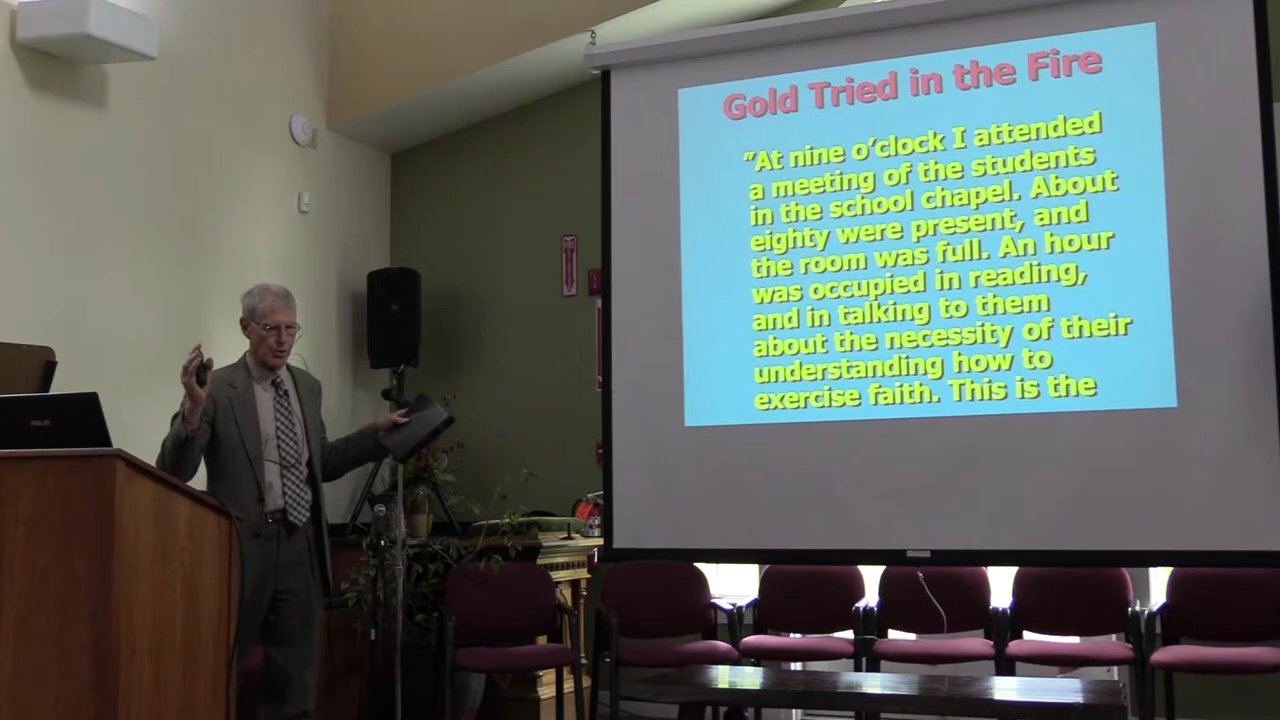 Gold Tried in the Fire
"At nine o'clock I attended
a meeting of the students
in the school chapel. About
eighty were present, and
the room was full. An hour
was occupied in reading,
and in talking to them
about the necessity of their
understanding how to
exercise faith. This is the
ASUS